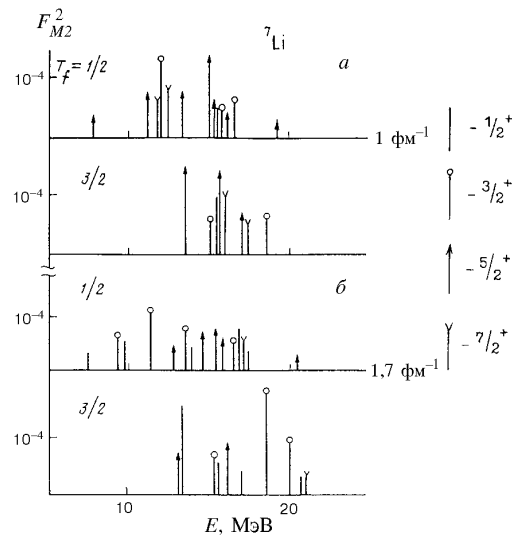 F²_M2
⁷Li
T_f = 1/2
а
10⁻⁴
1 фм⁻¹
- 1/2⁺
3/2
10⁻⁴
- 3/2⁺
- 5/2⁺
1/2
б
10⁻⁴
- 7/2⁺
1,7 фм⁻¹
3/2
10⁻⁴
10
20
E, МэВ